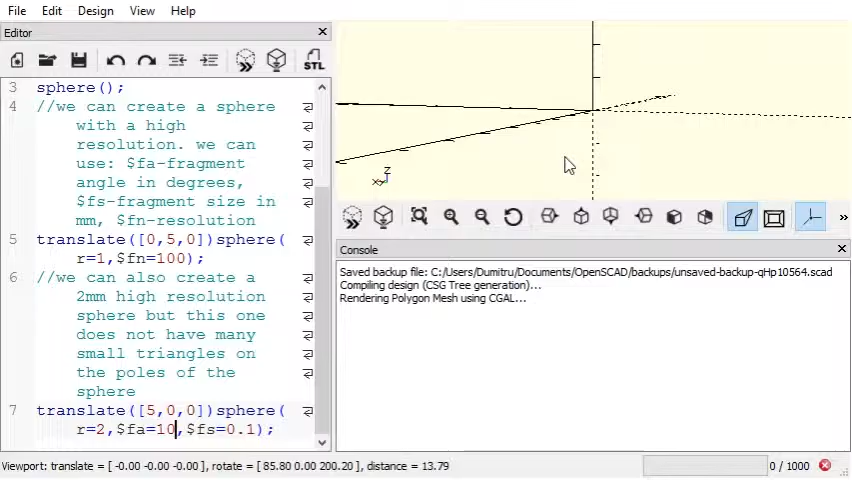 File Edit Design View Help
Editor
STL
3 sphere();
4 //we can create a sphere
with a high
resolution. we can
use: $fa-fragment
angle in degrees,
$fs-fragment size in
mm, $fn-resolution
5 translate([0,5,0])sphere(
r=1,$fn=100);
6 //we can also create a
2mm high resolution
sphere but this one
does not have many
small triangles on
the poles of the
sphere
7 translate([5,0,0])sphere(
r=2,$fa=10,$fs=0.1);
Z
X
»
Console
Saved backup file: C:/Users/Dumitru/Documents/OpenSCAD/backups/unsaved-backup-qHp10564.scad
Compiling design (CSG Tree generation)...
Rendering Polygon Mesh using CGAL...
Viewport: translate = [ -0.00 -0.00 -0.00 ], rotate = [ 85.80 0.00 200.20 ], distance = 13.79
0 / 1000